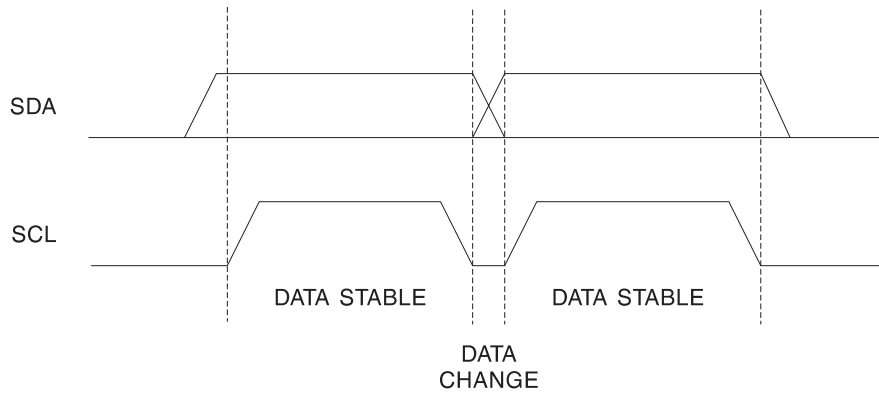 SDA
SCL
DATA STABLE
DATA STABLE
DATA
CHANGE